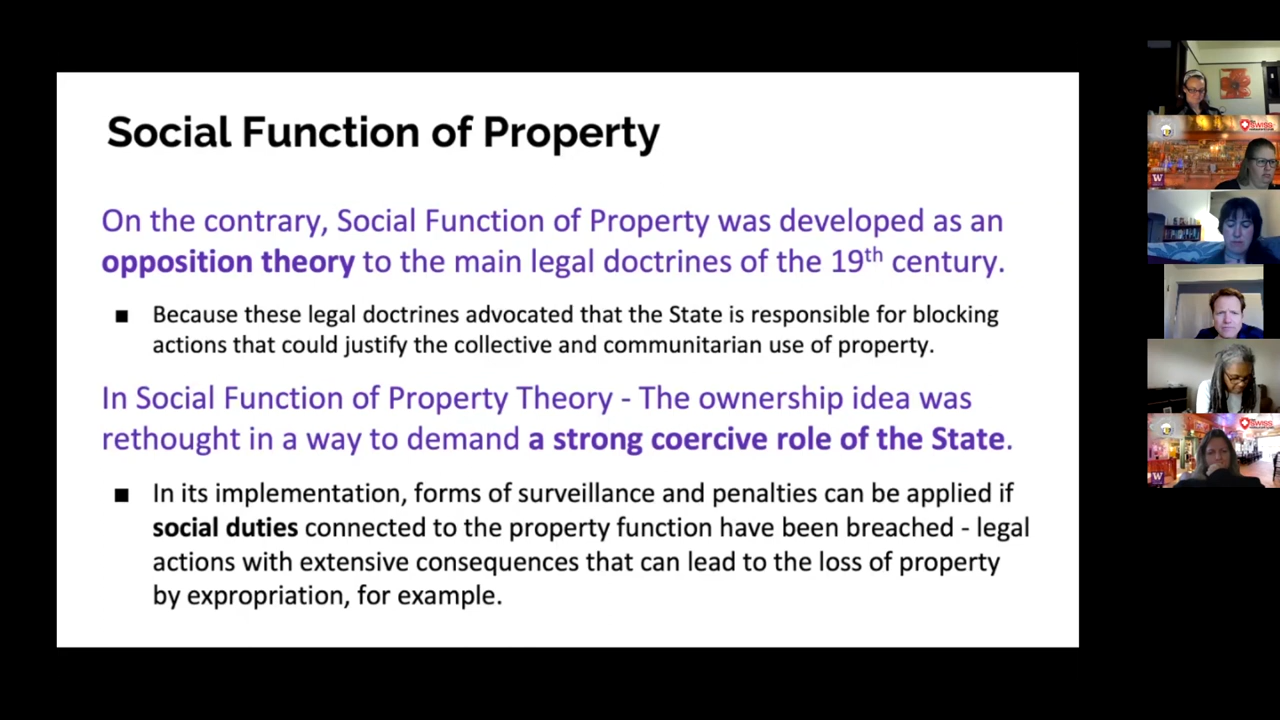 Social Function of Property
On the contrary, Social Function of Property was developed as an
opposition theory to the main legal doctrines of the 19th century.
■ Because these legal doctrines advocated that the State is responsible for blocking
actions that could justify the collective and communitarian use of property.
In Social Function of Property Theory - The ownership idea was
rethought in a way to demand a strong coercive role of the State.
■ In its implementation, forms of surveillance and penalties can be applied if
social duties connected to the property function have been breached - legal
actions with extensive consequences that can lead to the loss of property
by expropriation, for example.
SWISS
W
SWISS
W